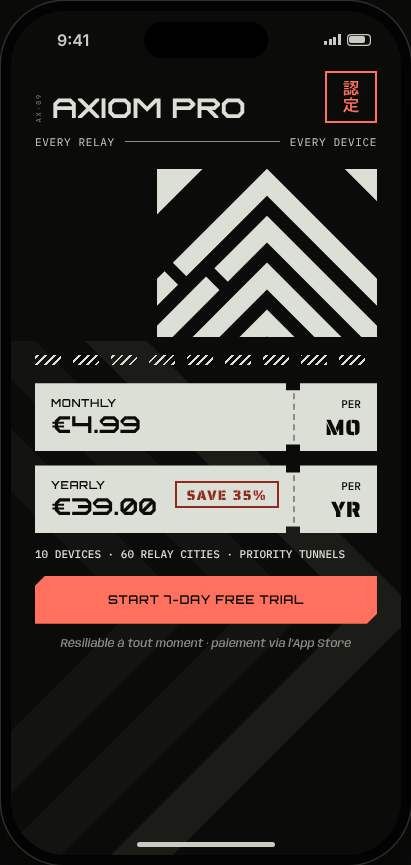 9:41
AX-09
AXIOM PRO
認定
EVERY RELAY
EVERY DEVICE
MONTHLY
€4.99
PER
MO
YEARLY
€39.00
SAVE 35%
PER
YR
10 DEVICES · 60 RELAY CITIES · PRIORITY TUNNELS
START 7-DAY FREE TRIAL
Résiliable à tout moment · paiement via l'App Store